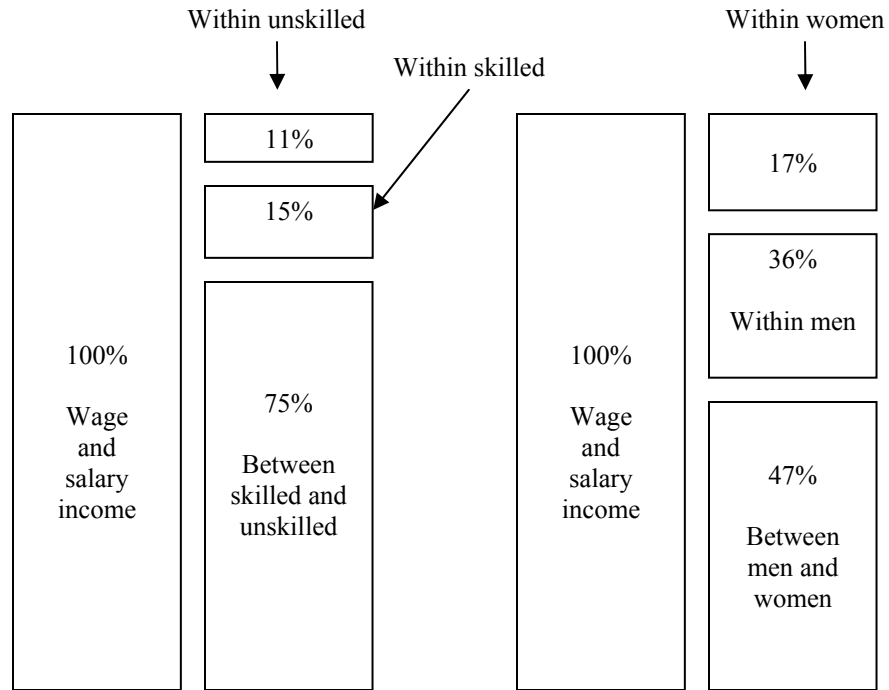 Within unskilled
Within skilled
Within women
100%
Wage
and
salary
income
11%
15%
75%
Between
skilled and
unskilled
100%
Wage
and
salary
income
17%
36%
Within men
47%
Between
men and
women